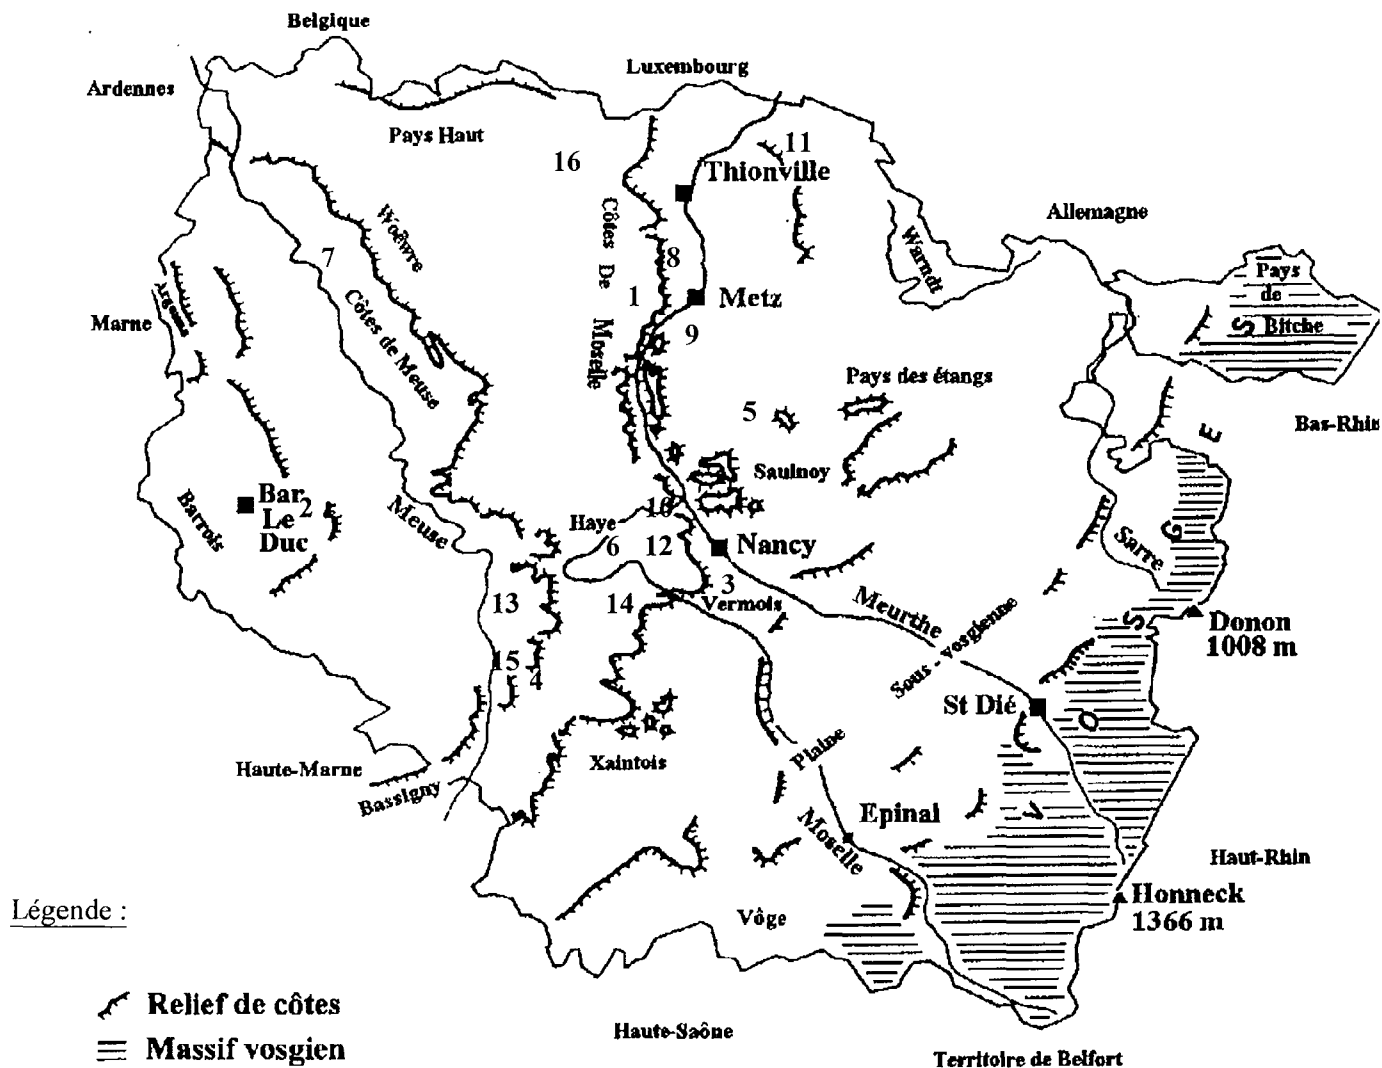 Belgique
Luxembourg
Ardennes
Pays Haut
11
16
Thionville
Allemagne
Woëvre
Côtes De Moselle
Warndt
7
8
Pays
de
Bitche
Argonne
Côtes de Meuse
1
Metz
Marne
9
Pays des étangs
5
Bas-Rhin
Saulnoy
Barrois
Bar
2
Le
Duc
Meuse
Haye
10
6
12
Nancy
Sarre
3
13
14
Vermois
Meurthe
Sous - vosgienne
Donon
1008 m
15
4
St Dié
V O S G E S
Haute-Marne
Xaintois
Plaine
Bassigny
Moselle
Epinal
Haut-Rhin
Légende :
Vôge
Honneck
1366 m
Relief de côtes
Haute-Saône
Massif vosgien
Territoire de Belfort